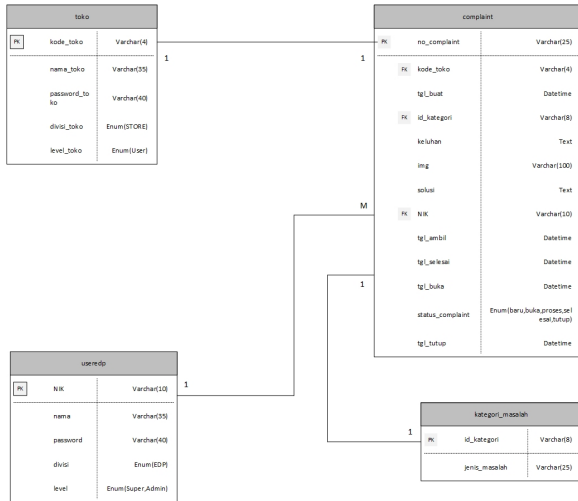 toko
PK kode_toko Varchar(4)
nama_toko Varchar(35)
password_to
ko Varchar(40)
divisi_toko Enum(STORE)
level_toko Enum(User)
1
1
complaint
PK no_complaint Varchar(25)
FK kode_toko Varchar(4)
tgl_buat Datetime
FK id_kategori Varchar(8)
keluhan Text
img Varchar(100)
solusi Text
FK NIK Varchar(10)
tgl_ambil Datetime
tgl_selesai Datetime
tgl_buka Datetime
status_complaint Enum(baru,buka,proses,sel
esai,tutup)
tgl_tutup Datetime
M
1
useredp
PK NIK Varchar(10)
nama Varchar(35)
password Varchar(40)
divisi Enum(EDP)
level Enum(Super,Admin)
1
1
kategori_masalah
PK id_kategori Varchar(8)
jenis_masalah Varchar(25)